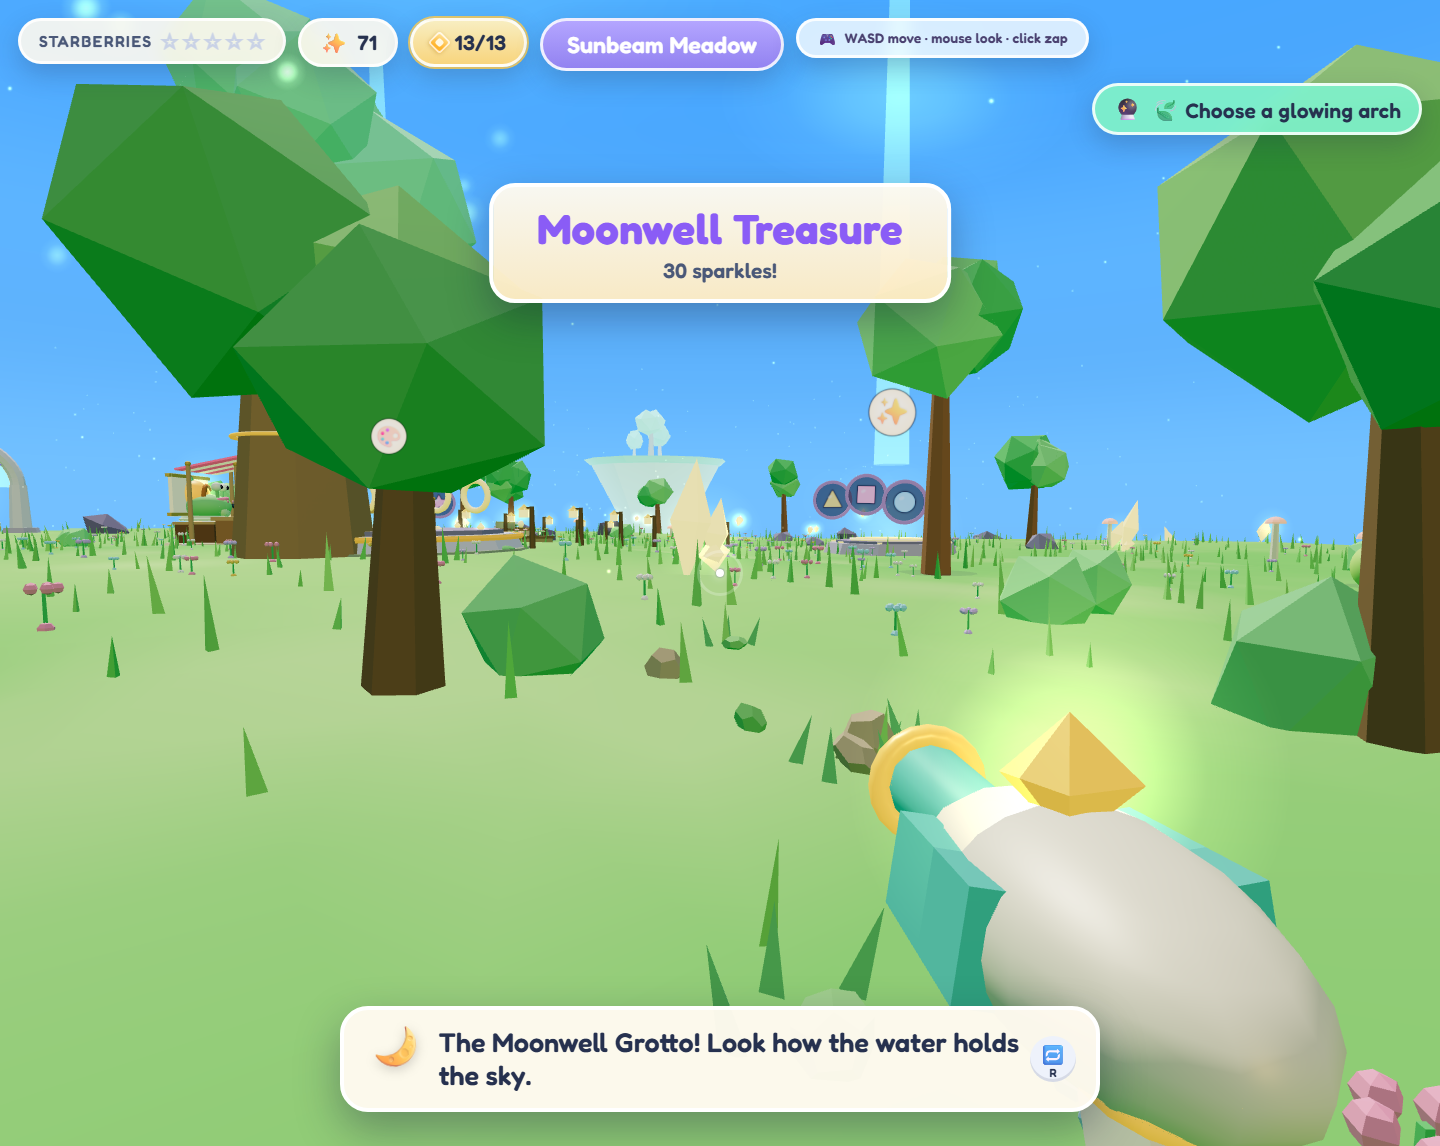 STARBERRIES
71
13/13
Sunbeam Meadow
WASD move · mouse look · click zap
Choose a glowing arch
Moonwell Treasure
30 sparkles!
The Moonwell Grotto! Look how the water holds
the sky.
R